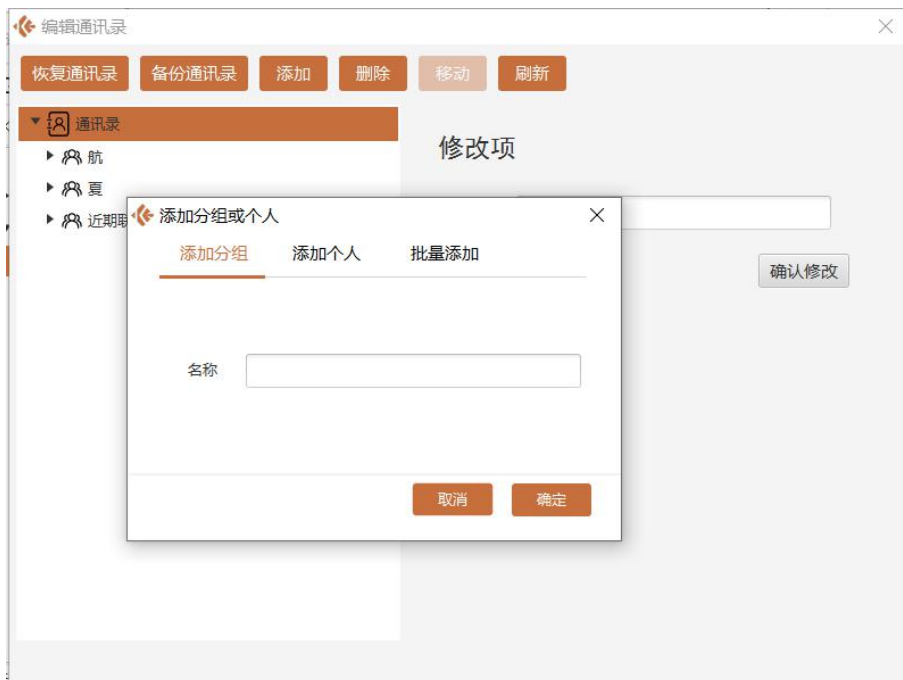 编辑通讯录
恢复通讯录 备份通讯录 添加 删除 移动 刷新
通讯录
修改项
航
夏
近期联
添加分组或个人
添加分组 添加个人 批量添加
确认修改
名称
取消 确定